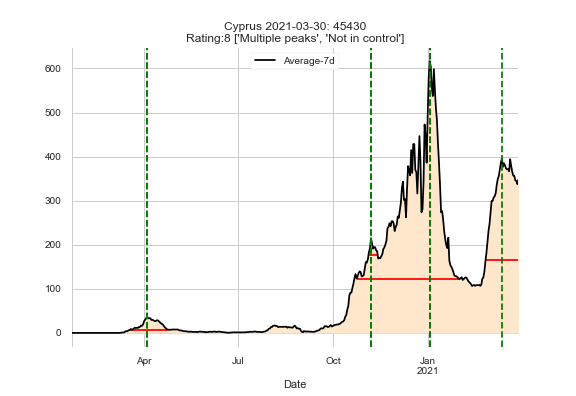 Cyprus 2021-03-30: 45430
Rating:8 ['Multiple peaks', 'Not in control']
Average-7d
600
500
400
300
200
100
0
Apr
Jul
Oct
Jan
2021
Date